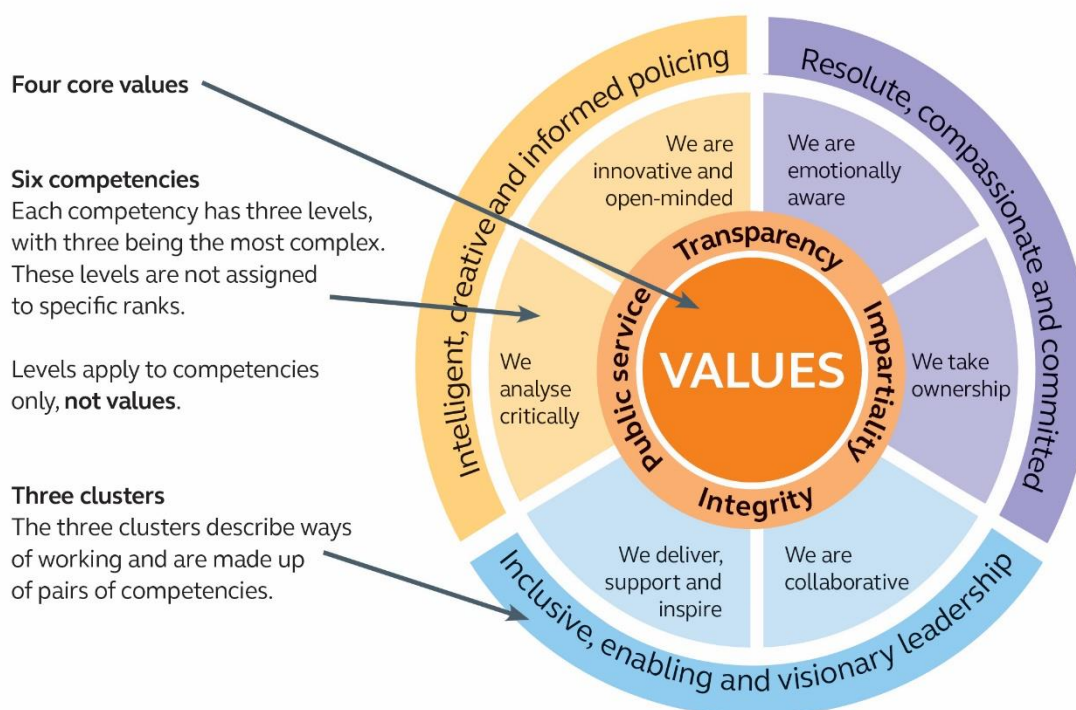 Four core values
Six competencies
Each competency has three levels,
with three being the most complex.
These levels are not assigned
to specific ranks.
Levels apply to competencies
only, not values.
Three clusters
The three clusters describe ways
of working and are made up
of pairs of competencies.
Intelligent, creative and informed policing
Resolute, compassionate and committed
Inclusive, enabling and visionary leadership
We are
innovative and
open-minded
We are
emotionally
aware
We
analyse
critically
We take
ownership
We deliver,
support and
inspire
We are
collaborative
Transparency
Impartiality
Integrity
Public service
VALUES